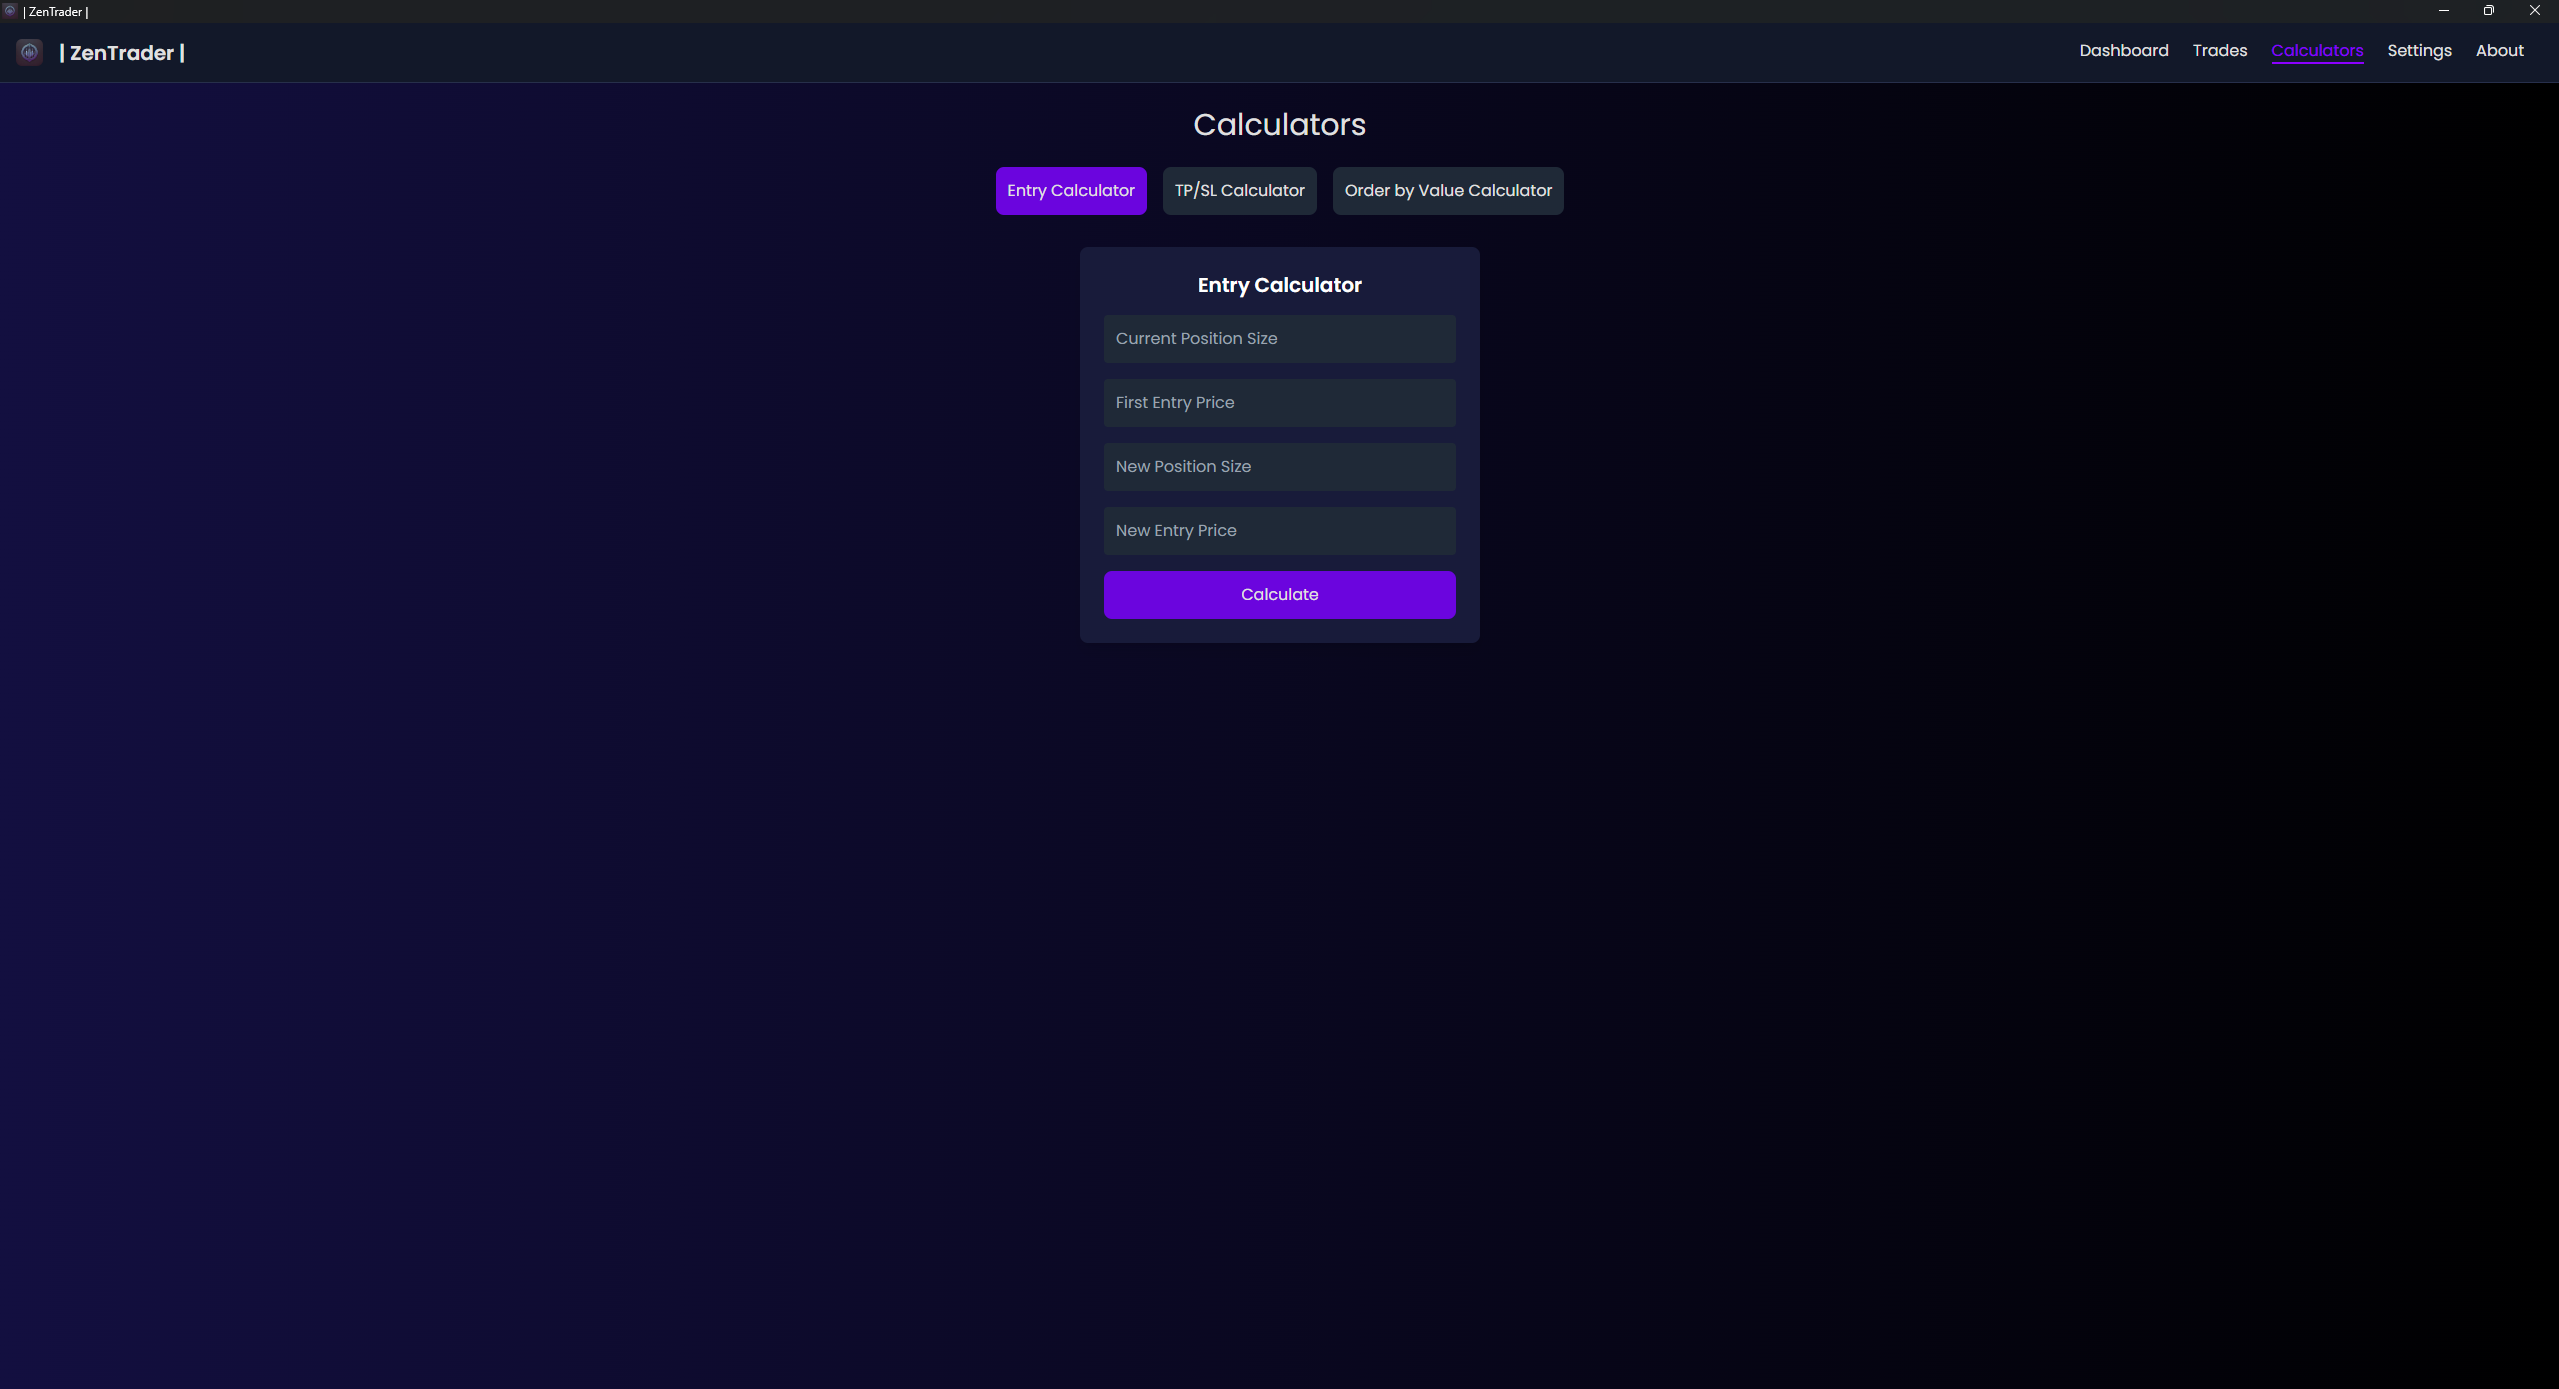 | ZenTrader |
| ZenTrader |
Dashboard Trades Calculators Settings About
Calculators
Entry Calculator TP/SL Calculator Order by Value Calculator
Entry Calculator
Current Position Size
First Entry Price
New Position Size
New Entry Price
Calculate